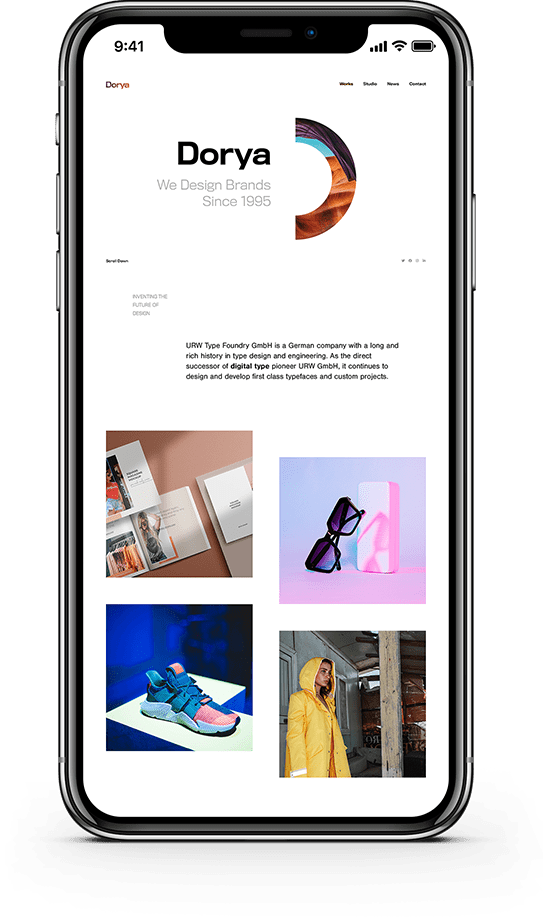 9:41
Dorya
Works Studio News Contact
Dorya
We Design Brands
Since 1995
Scroll Down
INVENTING THE
FUTURE OF
DESIGN
URW Type Foundry GmbH is a German company with a long and
rich history in type design and engineering. As the direct
successor of digital type pioneer URW GmbH, it continues to
design and develop first class typefaces and custom projects.